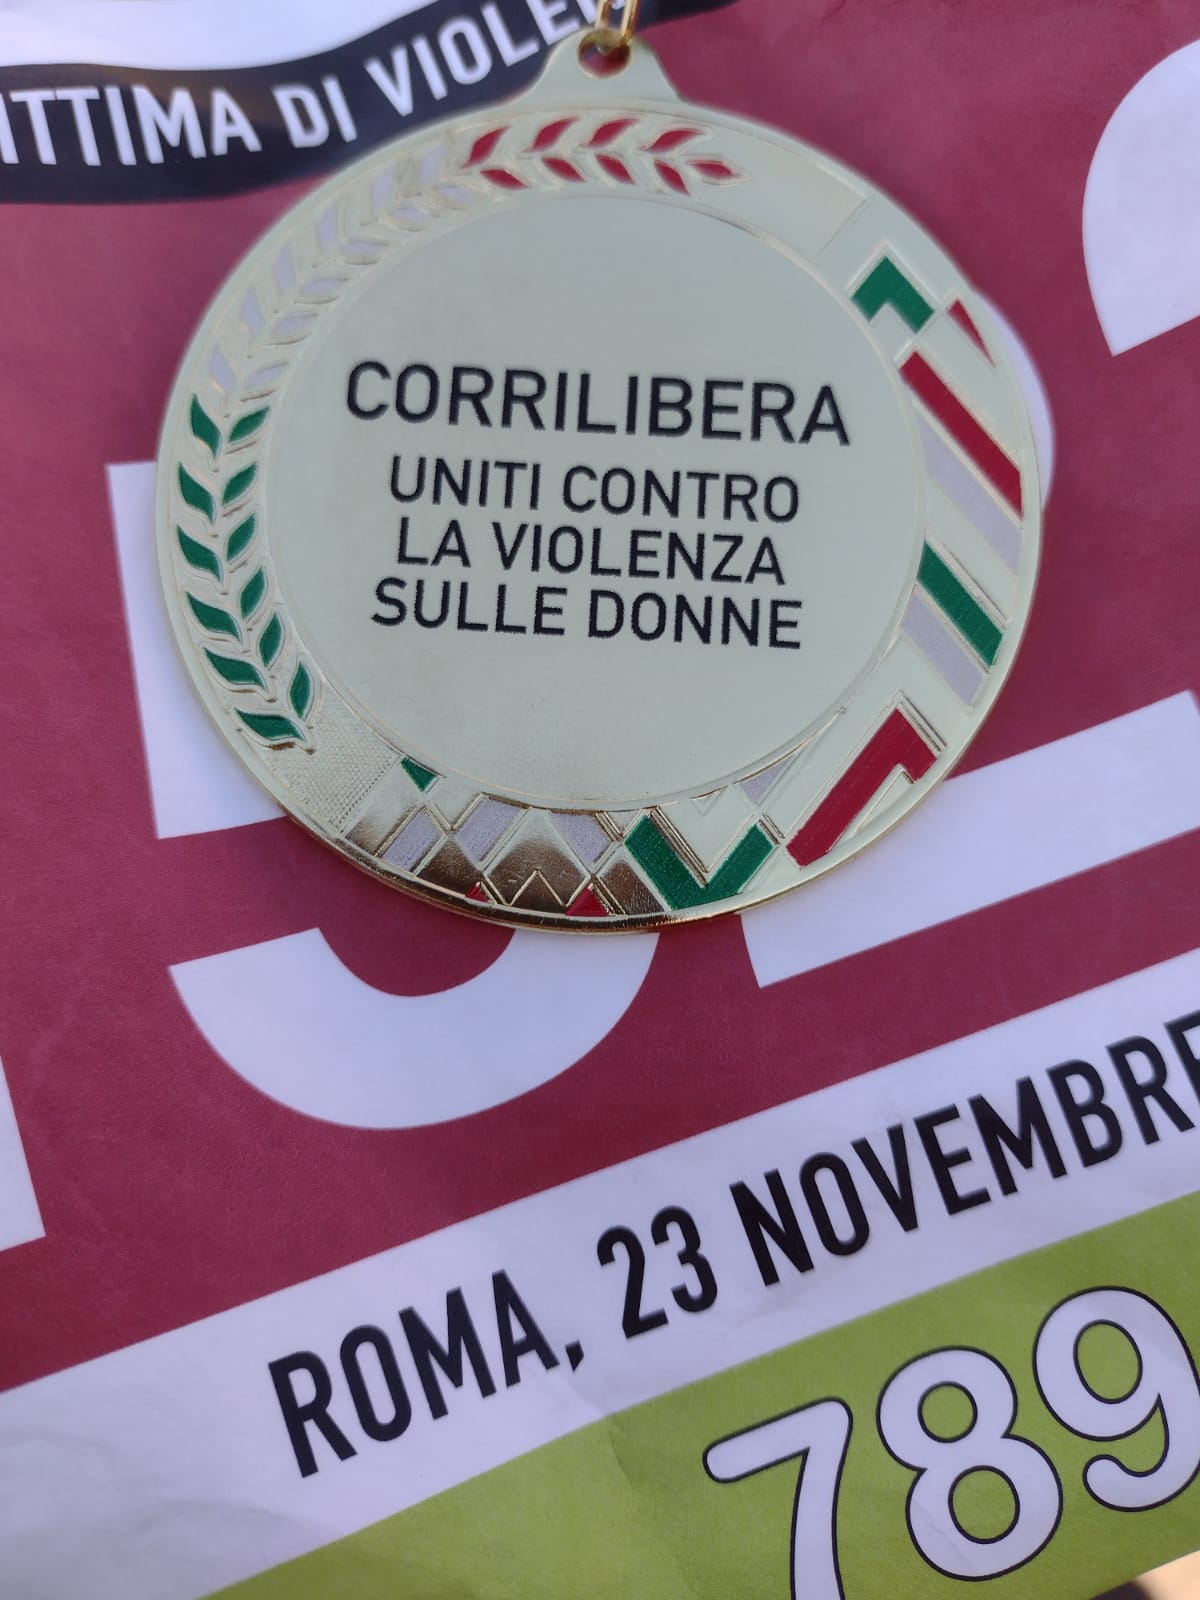 ITTIMA DI VIOLE
CORRILIBERA
UNITI CONTRO
LA VIOLENZA
SULLE DONNE
ROMA, 23 NOVEMBRE
789